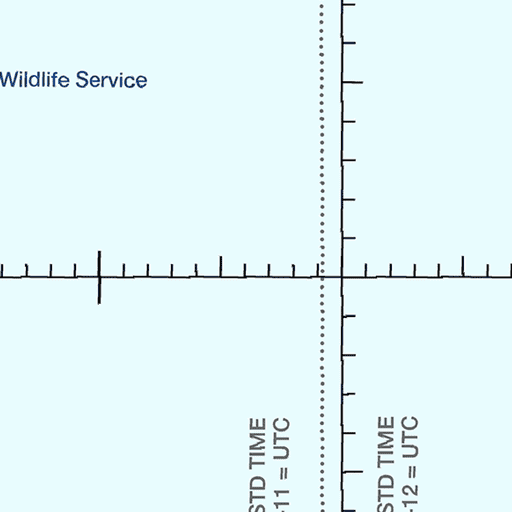 Wildlife Service
STD TIME
-11 = UTC
STD TIME
-12 = UTC